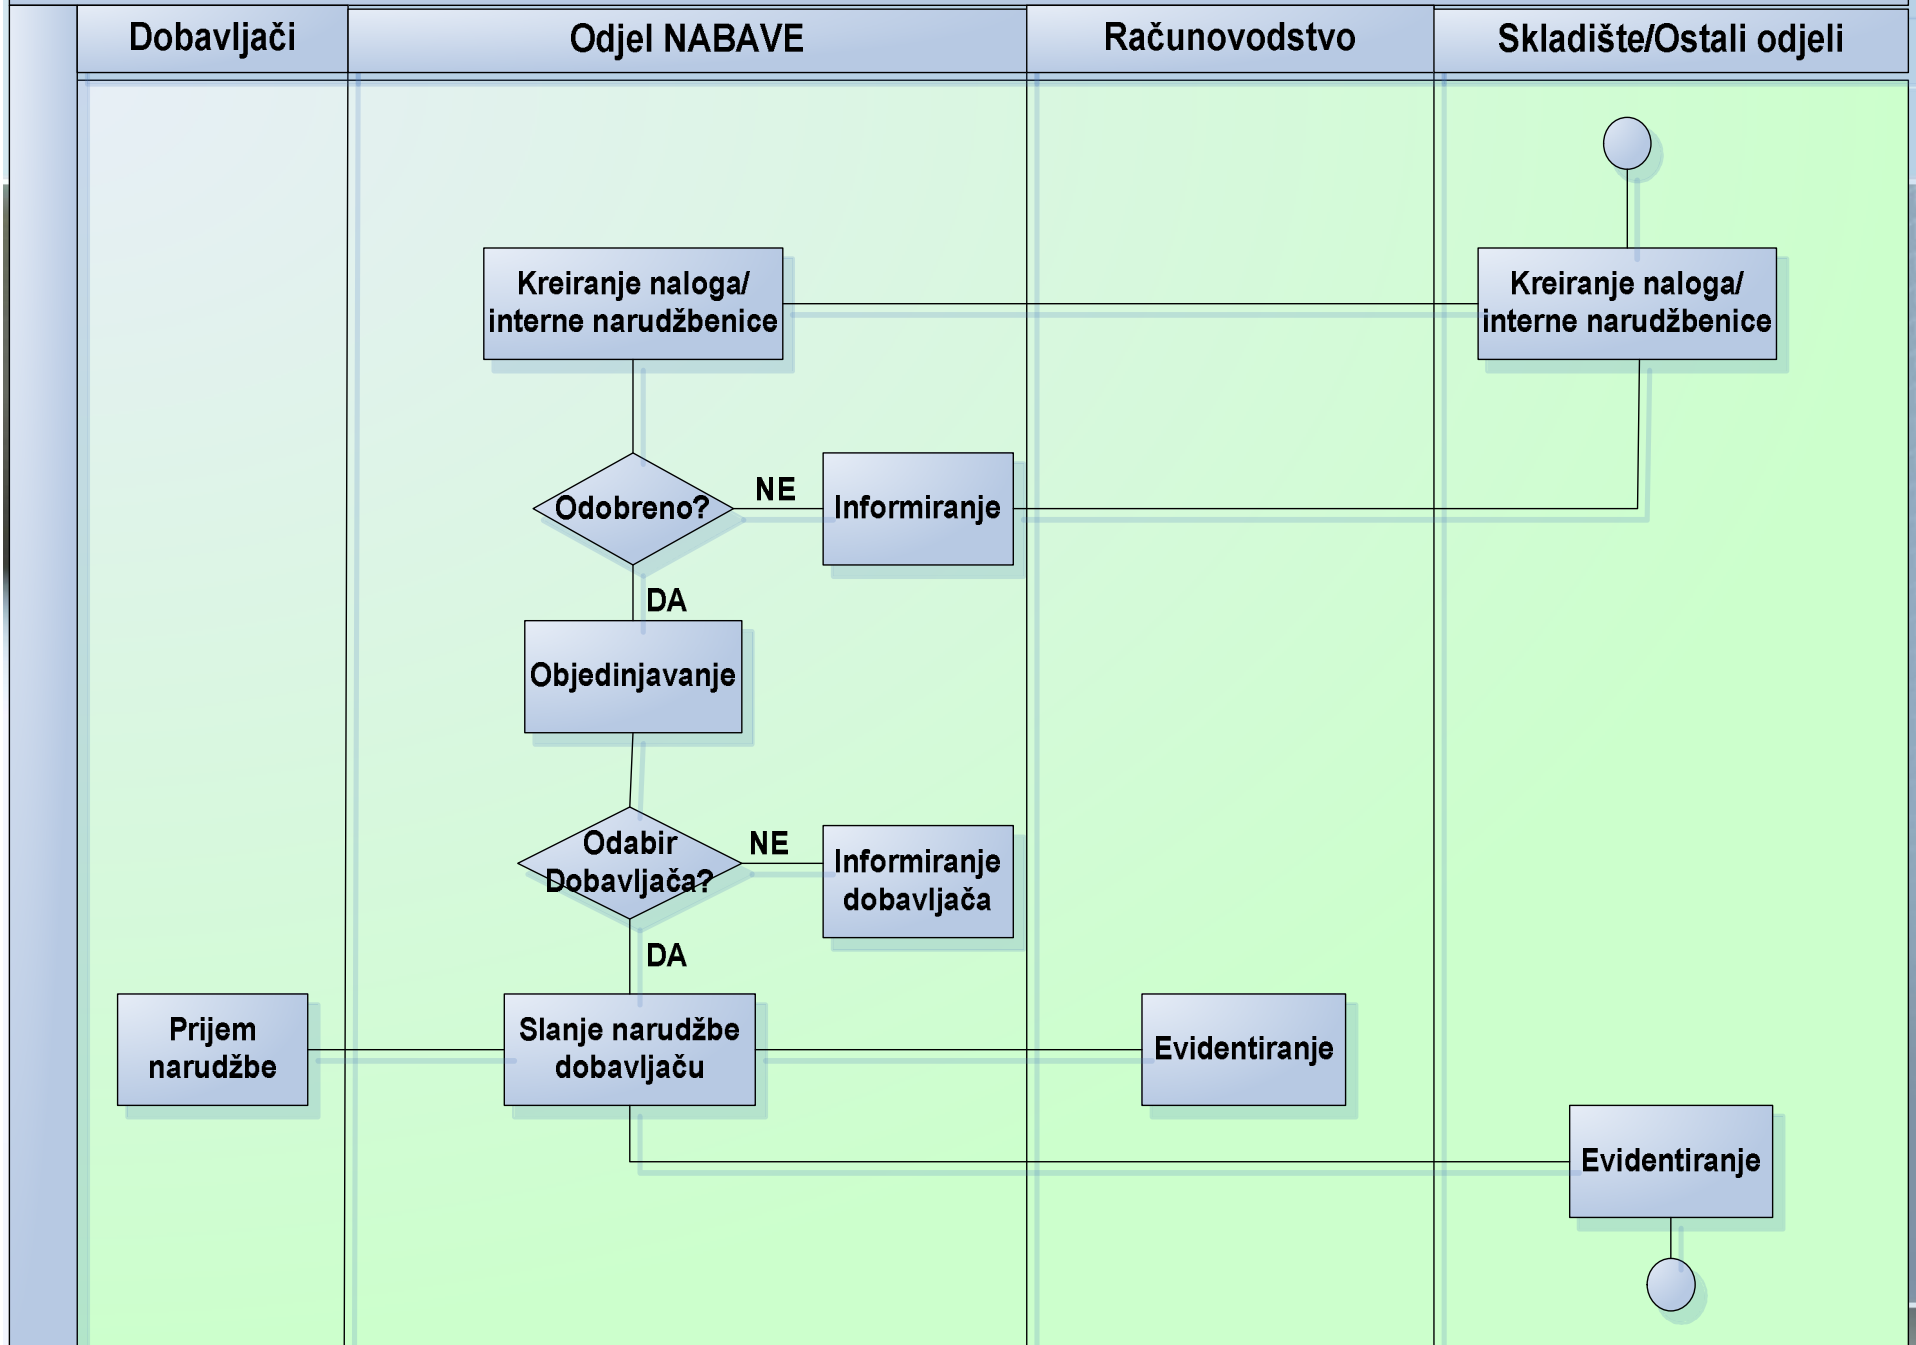 Dobavljači
Odjel NABAVE
Računovodstvo
Skladište/Ostali odjeli
Kreiranje naloga/
interne narudžbenice
Kreiranje naloga/
interne narudžbenice
Odobreno?
NE
Informiranje
DA
Objedinjavanje
Odabir
Dobavljača?
NE
Informiranje
dobavljača
DA
Prijem
narudžbe
Slanje narudžbe
dobavljaču
Evidentiranje
Evidentiranje